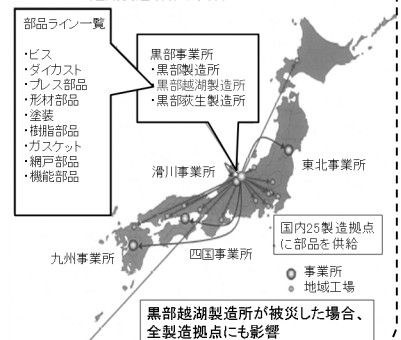 部品ライン一覧
・ビス
・ダイカスト
・プレス部品
・形材部品
・塗装
・樹脂部品
・ガスケット
・網戸部品
・機能部品
黒部事業所
・黒部製造所
・黒部越湖製造所
・黒部荻生製造所
滑川事業所
東北事業所
九州事業所
四国事業所
国内25製造拠点
に部品を供給
事業所
地域工場
黒部越湖製造所が被災した場合、
全製造拠点にも影響